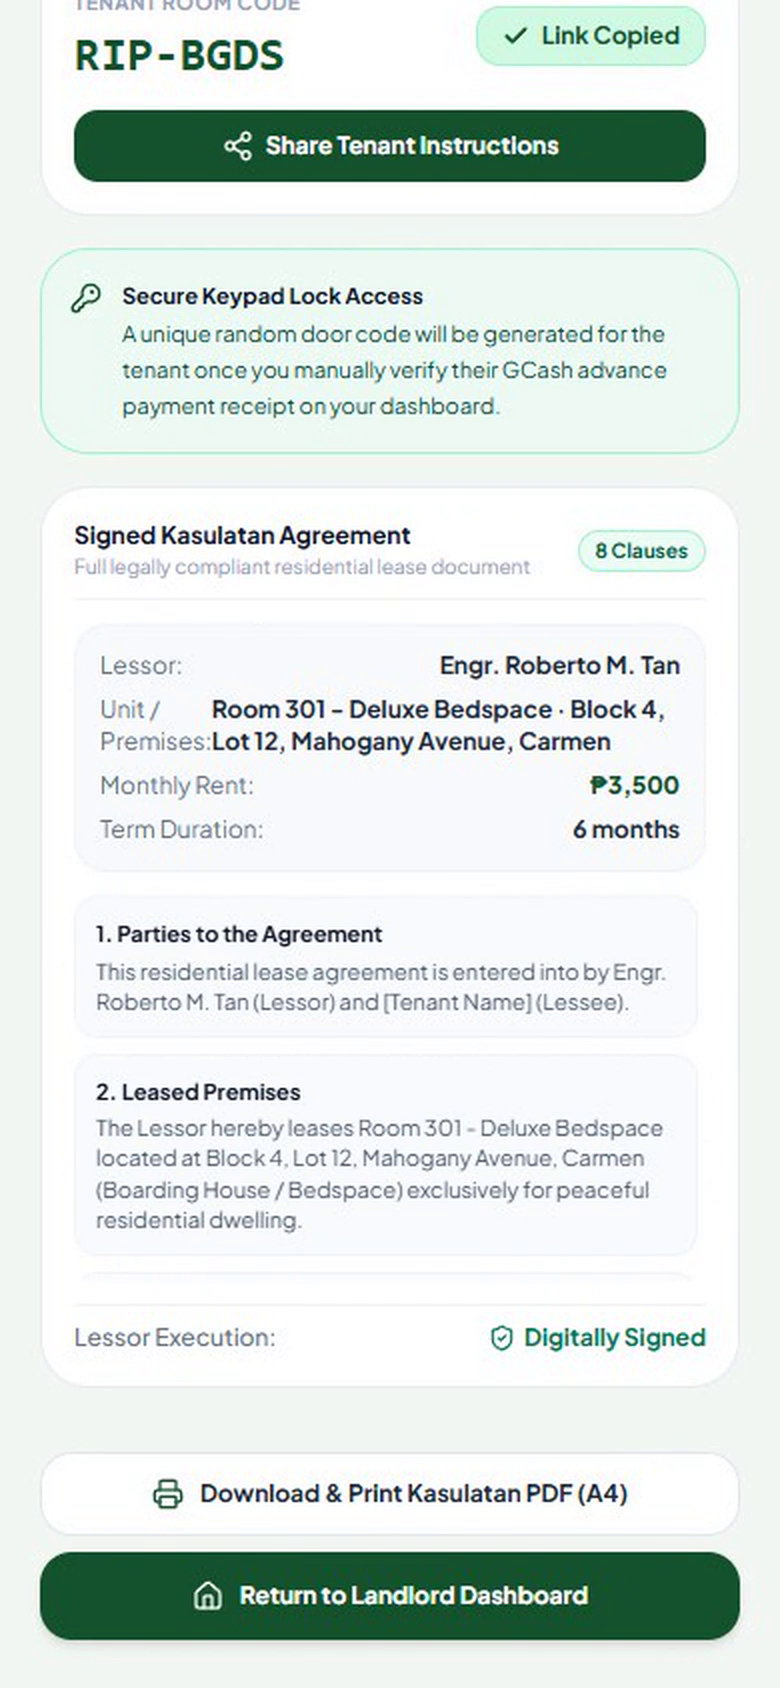 TENANT ROOM CODE
RIP-BGDS
Link Copied
Share Tenant Instructions
Secure Keypad Lock Access
A unique random door code will be generated for the
tenant once you manually verify their GCash advance
payment receipt on your dashboard.
Signed Kasulatan Agreement
Full legally compliant residential lease document
8 Clauses
Lessor: Engr. Roberto M. Tan
Unit / Room 301 – Deluxe Bedspace · Block 4,
Premises: Lot 12, Mahogany Avenue, Carmen
Monthly Rent: ₱3,500
Term Duration: 6 months
1. Parties to the Agreement
This residential lease agreement is entered into by Engr.
Roberto M. Tan (Lessor) and [Tenant Name] (Lessee).
2. Leased Premises
The Lessor hereby leases Room 301 - Deluxe Bedspace
located at Block 4, Lot 12, Mahogany Avenue, Carmen
(Boarding House / Bedspace) exclusively for peaceful
residential dwelling.
Lessor Execution: Digitally Signed
Download & Print Kasulatan PDF (A4)
Return to Landlord Dashboard